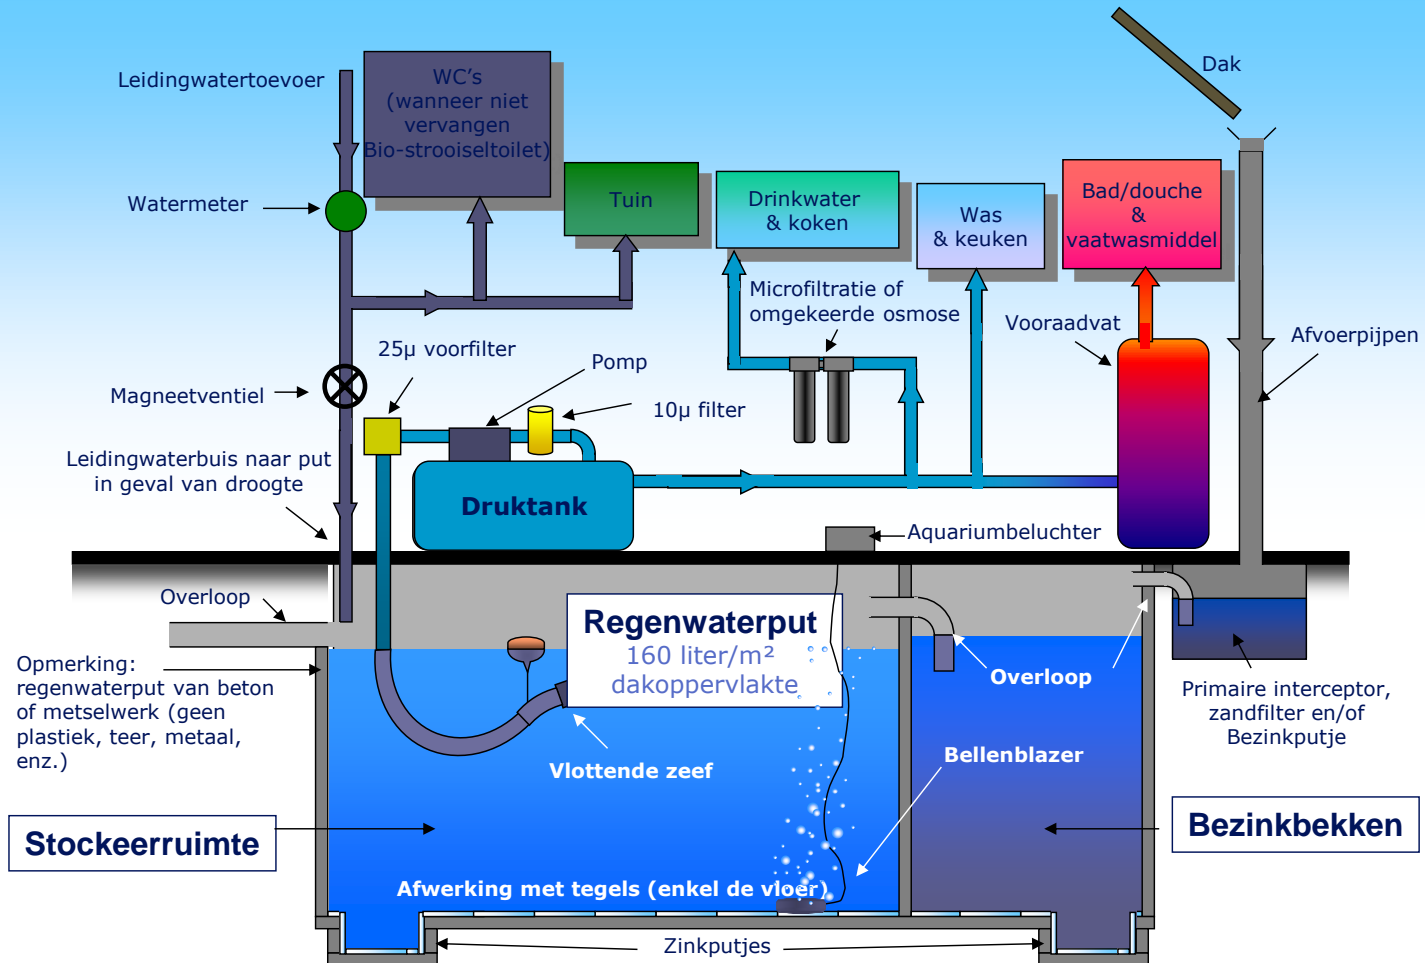 Leidingwatertoevoer
WC's
(wanneer niet
vervangen
Bio-strooiseltoilet)
Dak
Watermeter
Tuin
Drinkwater
& koken
Was
& keuken
Bad/douche
&
vaatwasmiddel
Microfiltratie of
omgekeerde osmose
Vooraadvat
Afvoerpijpen
25µ voorfilter
Pomp
Magneetventiel
10µ filter
Leidingwaterbuis naar put
in geval van droogte
Druktank
Aquariumbeluchter
Overloop
Regenwaterput
160 liter/m²
dakoppervlakte
Opmerking:
regenwaterput van beton
of metselwerk (geen
plastiek, teer, metaal,
enz.)
Overloop
Primaire interceptor,
zandfilter en/of
Bezinkputje
Vlottende zeef
Bellenblazer
Stockeerruimte
Bezinkbekken
Afwerking met tegels (enkel de vloer)
Zinkputjes